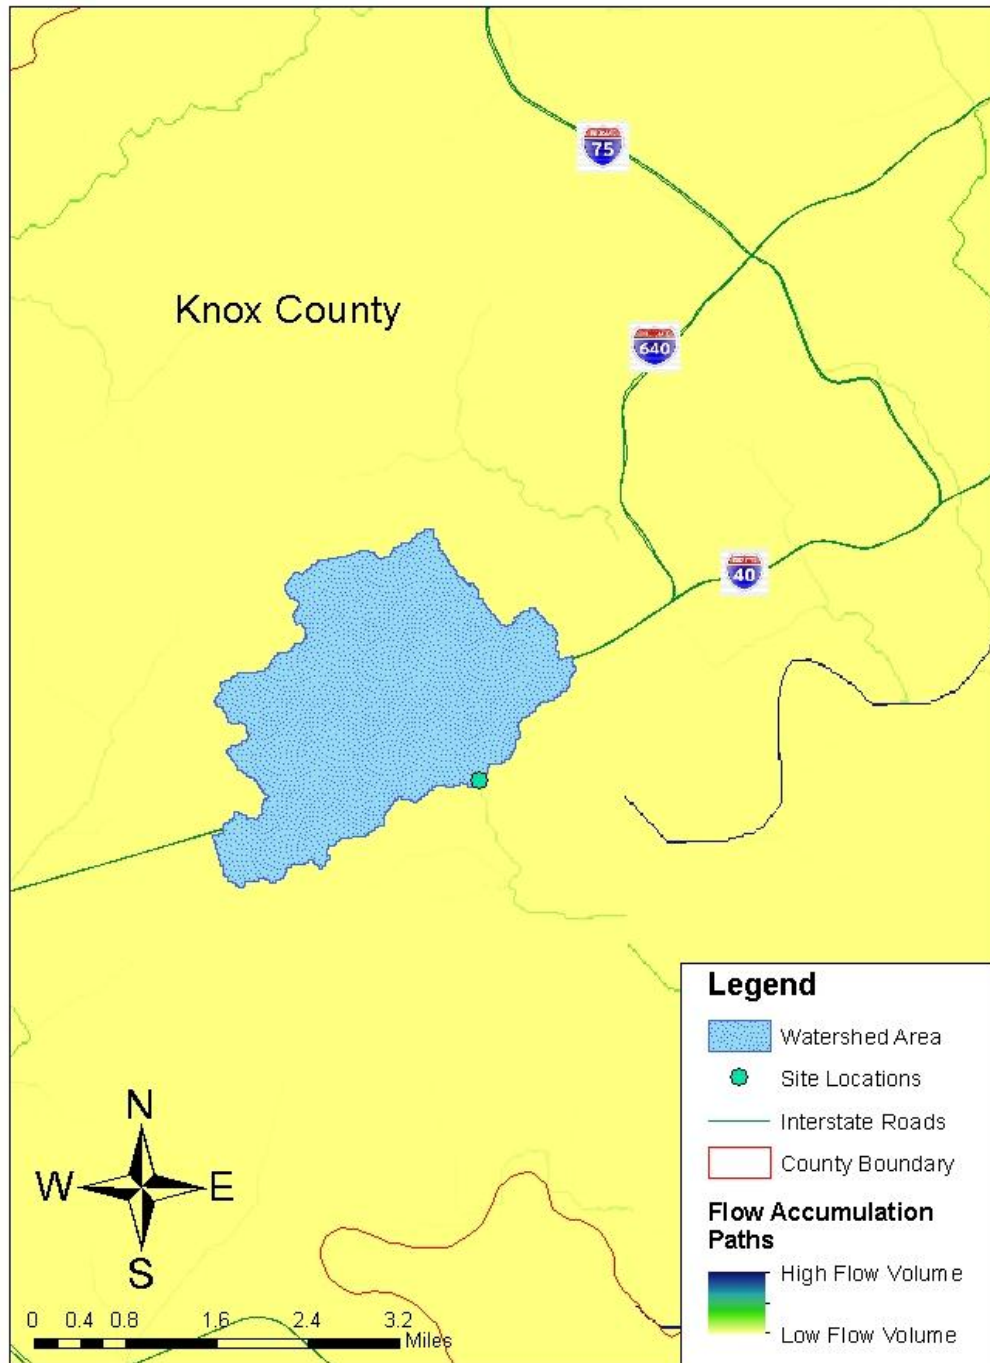 75
Knox County
640
40
Legend
Watershed Area
Site Locations
Interstate Roads
County Boundary
Flow Accumulation
Paths
High Flow Volume
Low Flow Volume
N
W E
S
0 0.4 0.8 1.6 2.4 3.2
Miles